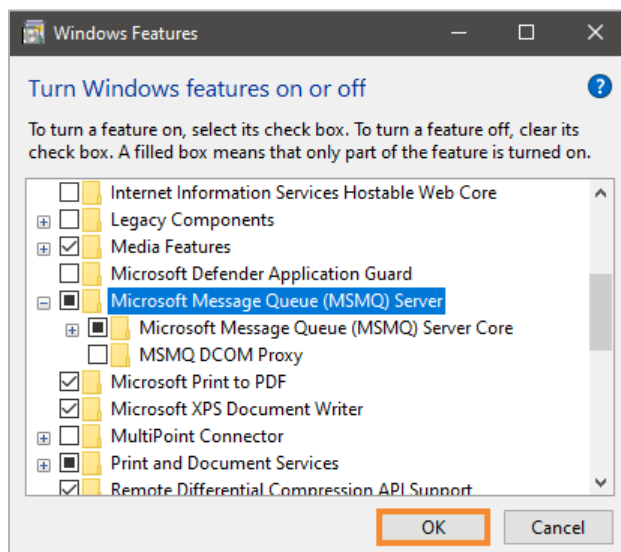 Windows Features
Turn Windows features on or off
?
To turn a feature on, select its check box. To turn a feature off, clear its
check box. A filled box means that only part of the feature is turned on.
Internet Information Services Hostable Web Core
Legacy Components
Media Features
Microsoft Defender Application Guard
Microsoft Message Queue (MSMQ) Server
Microsoft Message Queue (MSMQ) Server Core
MSMQ DCOM Proxy
Microsoft Print to PDF
Microsoft XPS Document Writer
MultiPoint Connector
Print and Document Services
Remote Differential Compression API Support
OK
Cancel